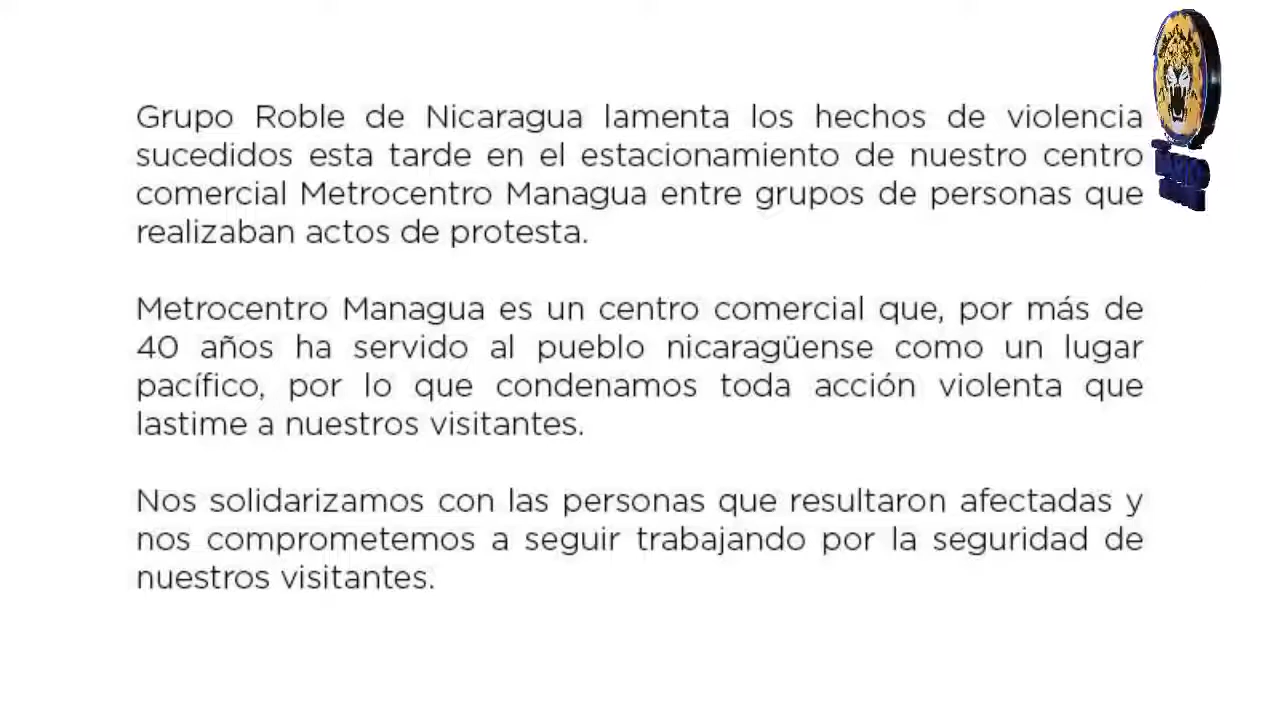 Grupo Roble de Nicaragua lamenta los hechos de violencia
sucedidos esta tarde en el estacionamiento de nuestro centro
comercial Metrocentro Managua entre grupos de personas que
realizaban actos de protesta.
Metrocentro Managua es un centro comercial que, por más de
40 años ha servido al pueblo nicaragüense como un lugar
pacífico, por lo que condenamos toda acción violenta que
lastime a nuestros visitantes.
Nos solidarizamos con las personas que resultaron afectadas y
nos comprometemos a seguir trabajando por la seguridad de
nuestros visitantes.